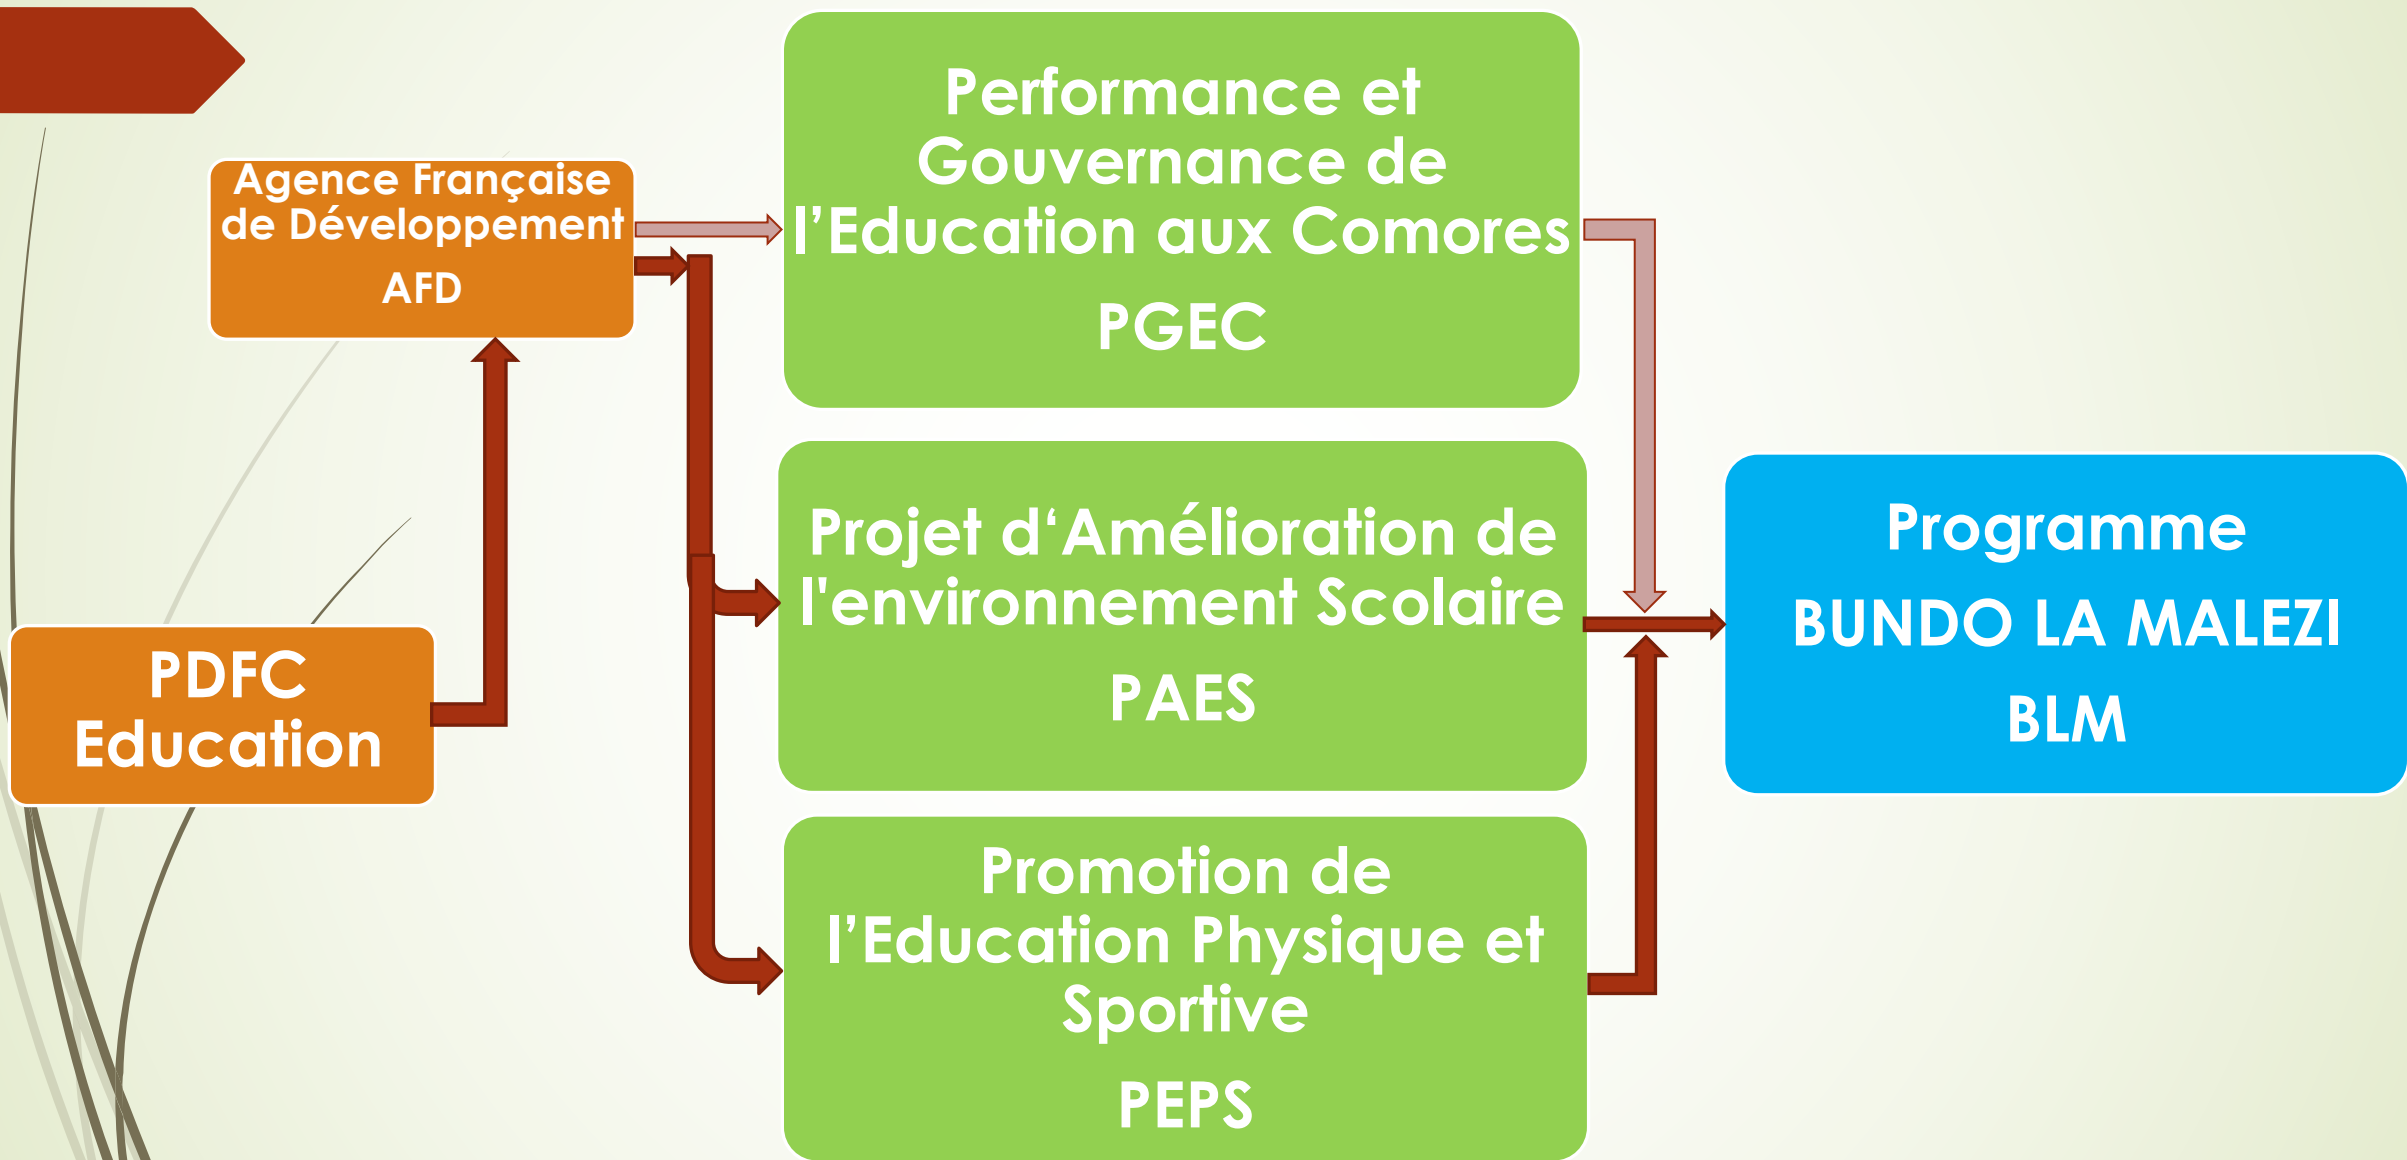 Agence Française
de Développement
AFD
PDFC
Education
Performance et
Gouvernance de
l’Education aux Comores
PGEC
Projet d‘Amélioration de
l'environnement Scolaire
PAES
Promotion de
l’Education Physique et
Sportive
PEPS
Programme
BUNDO LA MALEZI
BLM